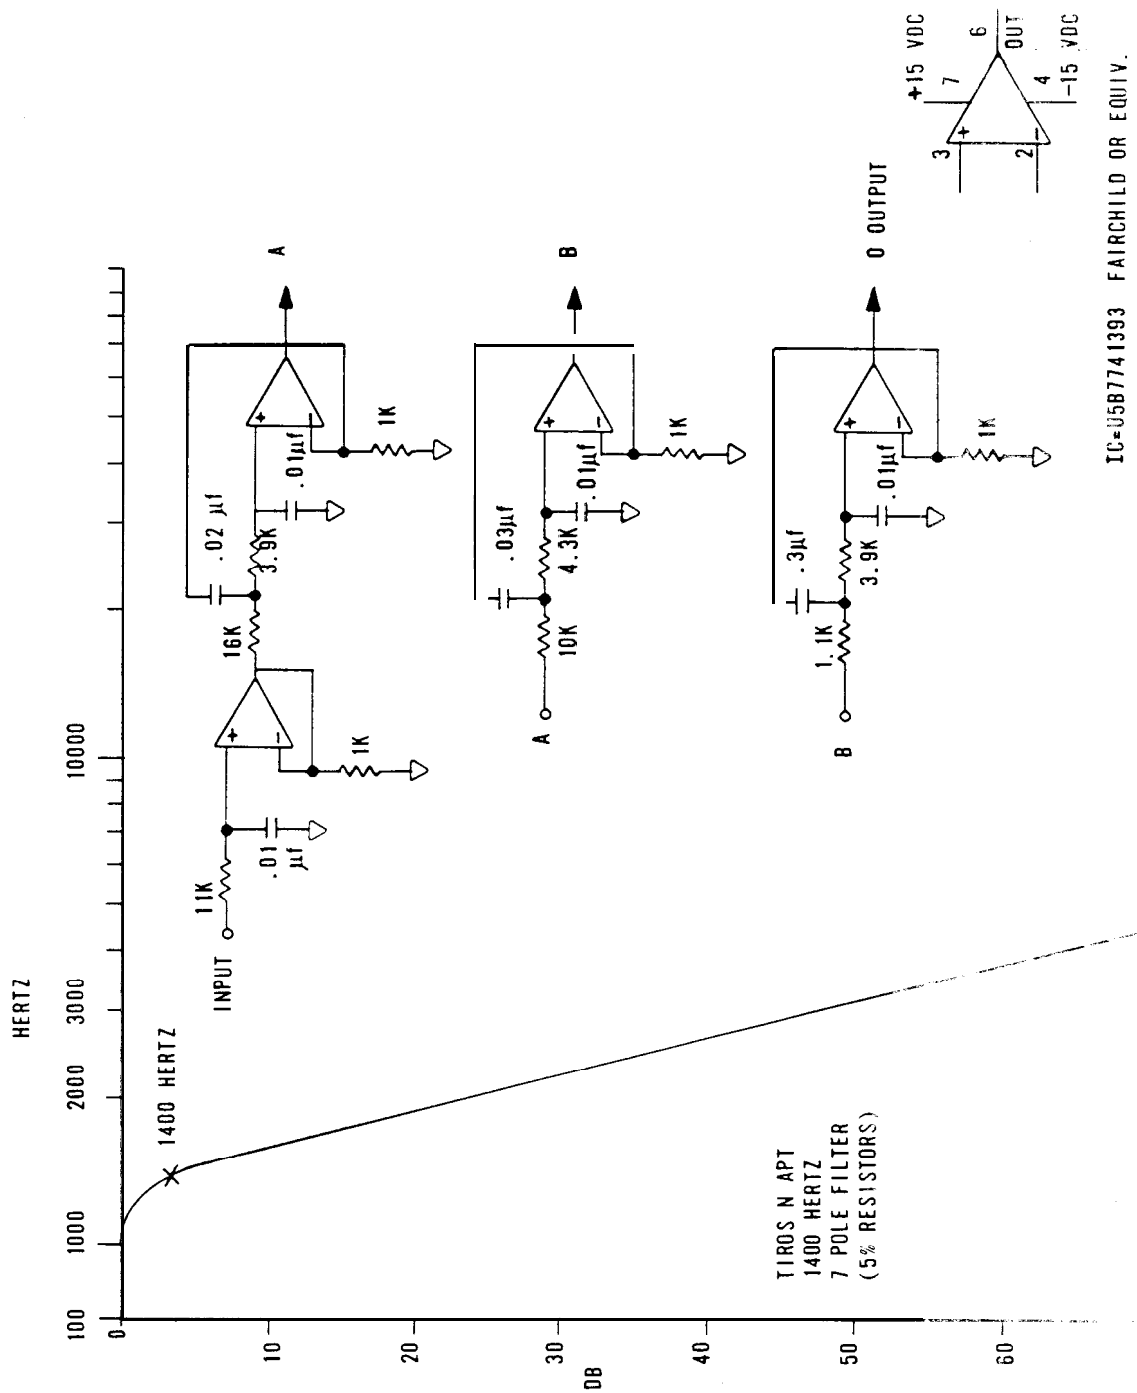 HERTZ
100
1000
2000
3000
10000
1400 HERTZ
0
10
20
30
40
50
60
DB
INPUT
11K
.01
μf
1K
16K
.02 μf
3.9K
.01μf
1K
A
A
10K
.03μf
4.3K
.01μf
1K
B
B
1.1K
.3μf
3.9K
.01μf
1K
O OUTPUT
TIROS N APT
1400 HERTZ
7 POLE FILTER
(5% RESISTORS)
+15 VDC
7
3
+
2
−
6
OUT
4
-15 VDC
IC=U5B7741393 FAIRCHILD OR EQUIV.